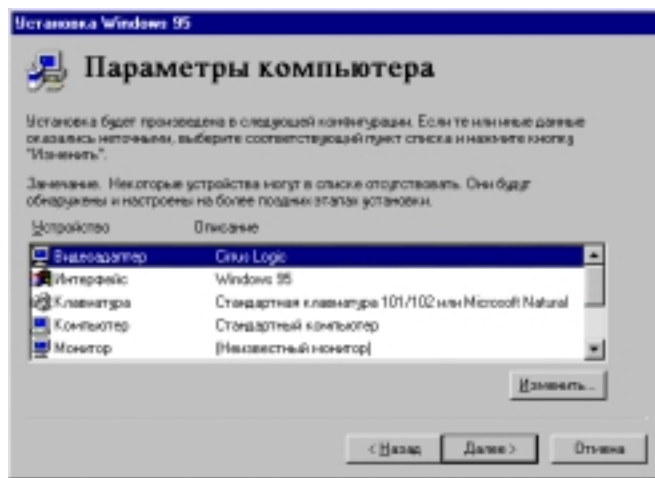 Установка Windows 95
Параметры компьютера
Установка будет произведена в следующей конфигурации. Если те или иные данные
оказались неточными, выберите соответствующий пункт списка и нажмите кнопку
"Изменить".
Замечание. Некоторые устройства могут в списке отсутствовать. Они будут
обнаружены и настроены на более поздних этапах установки.
Устройство Описание
Видеоадаптер Cirrus Logic
Интерфейс Windows 95
Клавиатура Стандартная клавиатура 101/102 или Microsoft Natural
Компьютер Стандартный компьютер
Монитор (Неизвестный монитор)
Изменить...
< Назад Далее > Отмена